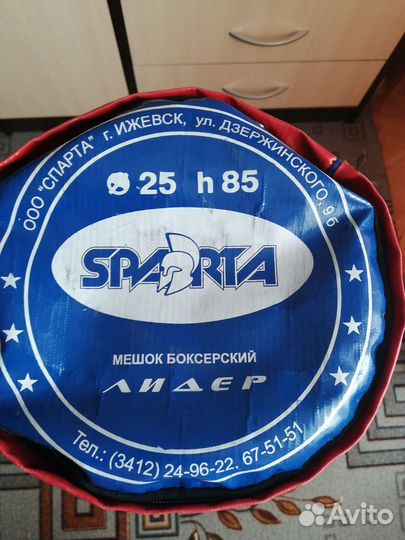 ООО "СПАРТА" г. ИЖЕВСК, ул. ДЗЕРЖИНСКОГО, 9б
Ø 25 h 85
SPARTA
МЕШОК БОКСЕРСКИЙ
ЛИДЕР
Тел.: (3412) 24-96-22. 67-51-51
Avito